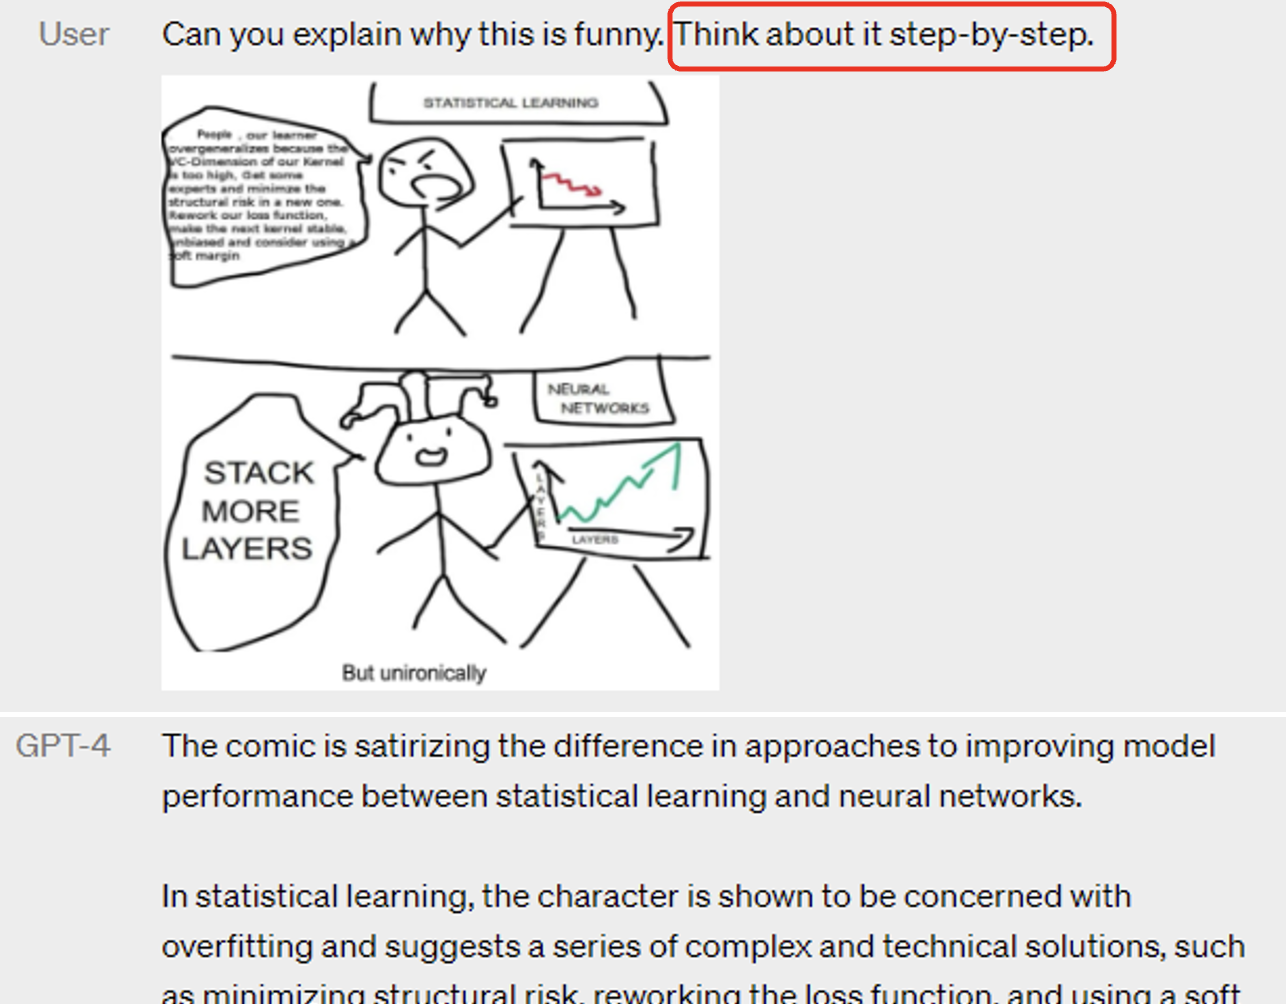 User Can you explain why this is funny. Think about it step-by-step.
STATISTICAL LEARNING
People , our learner
overgeneralizes because the
VC-Dimension of our Kernel
is too high, Get some
experts and minimze the
structural risk in a new one.
Rework our loss function,
make the next kernel stable,
unbiased and consider using a
soft margin
NEURAL
NETWORKS
STACK
MORE
LAYERS
LAYERS
LAYERS
But unironically
GPT-4 The comic is satirizing the difference in approaches to improving model
performance between statistical learning and neural networks.
In statistical learning, the character is shown to be concerned with
overfitting and suggests a series of complex and technical solutions, such
as minimizing structural risk, reworking the loss function, and using a soft